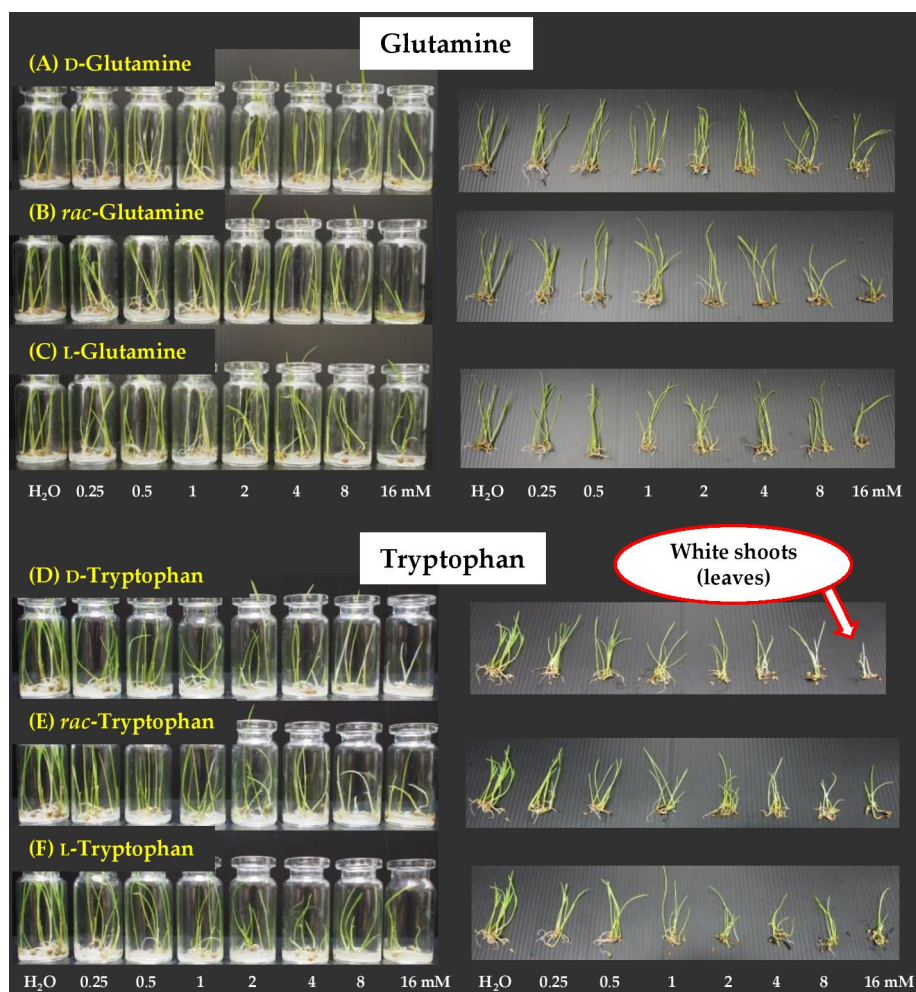 Glutamine
(A) D-Glutamine
(B) rac-Glutamine
(C) L-Glutamine
H₂O 0.25 0.5 1 2 4 8 16 mM H₂O 0.25 0.5 1 2 4 8 16 mM
Tryptophan
White shoots
(leaves)
(D) D-Tryptophan
(E) rac-Tryptophan
(F) L-Tryptophan
H₂O 0.25 0.5 1 2 4 8 16 mM H₂O 0.25 0.5 1 2 4 8 16 mM